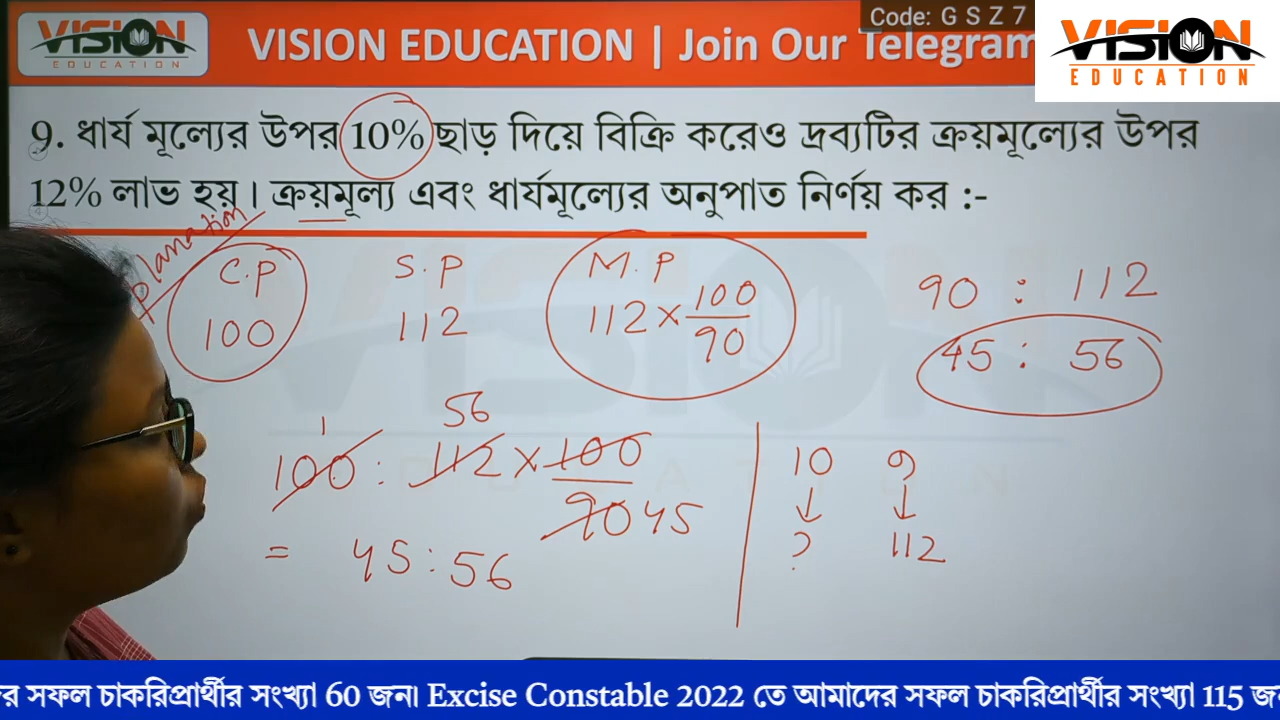 VISION
EDUCATION
VISION EDUCATION | Join Our Telegram
Code: G S Z 7
VISION
EDUCATION
9. ধার্য মূল্যের উপর 10% ছাড় দিয়ে বিক্রি করেও দ্রব্যটির ক্রয়মূল্যের উপর
12% লাভ হয়। ক্রয়মূল্য এবং ধার্যমূল্যের অনুপাত নির্ণয় কর :-
C.P S.P M.P
100 112 112 × 100/90
90 : 112
45 : 56
1 56
100 : 112 × 100/90 45
= 45 : 56
10 9
↓ ↓
? 112
সফল চাকরিপ্রার্থীর সংখ্যা 60 জন। Excise Constable 2022 তে আমাদের সফল চাকরিপ্রার্থীর সংখ্যা 115